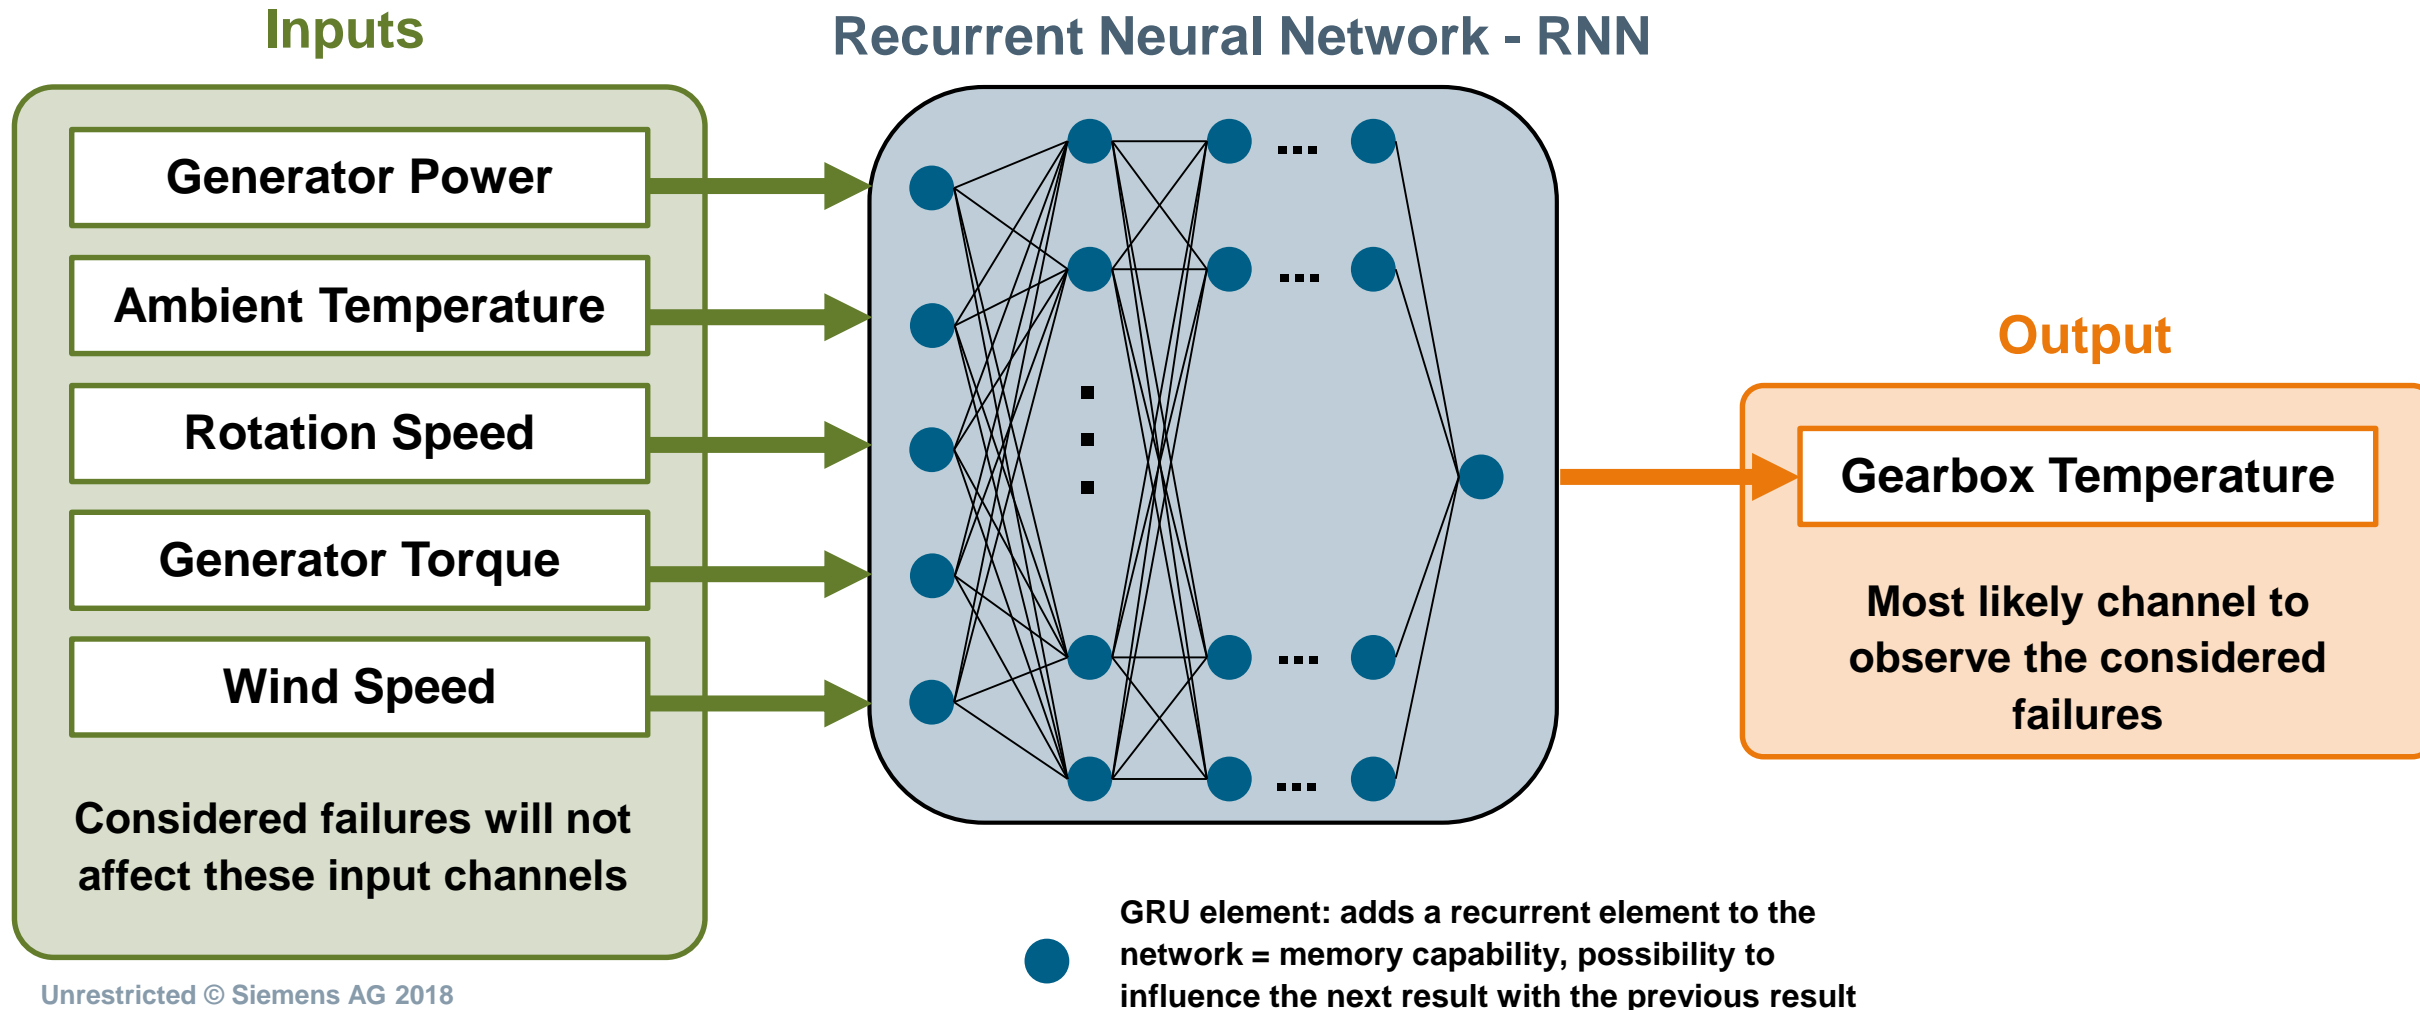 Inputs
Recurrent Neural Network - RNN
Generator Power
Ambient Temperature
Rotation Speed
Generator Torque
Wind Speed
Considered failures will not
affect these input channels
...
...
...
...
Output
Gearbox Temperature
Most likely channel to
observe the considered
failures
GRU element: adds a recurrent element to the
network = memory capability, possibility to
influence the next result with the previous result
Unrestricted © Siemens AG 2018